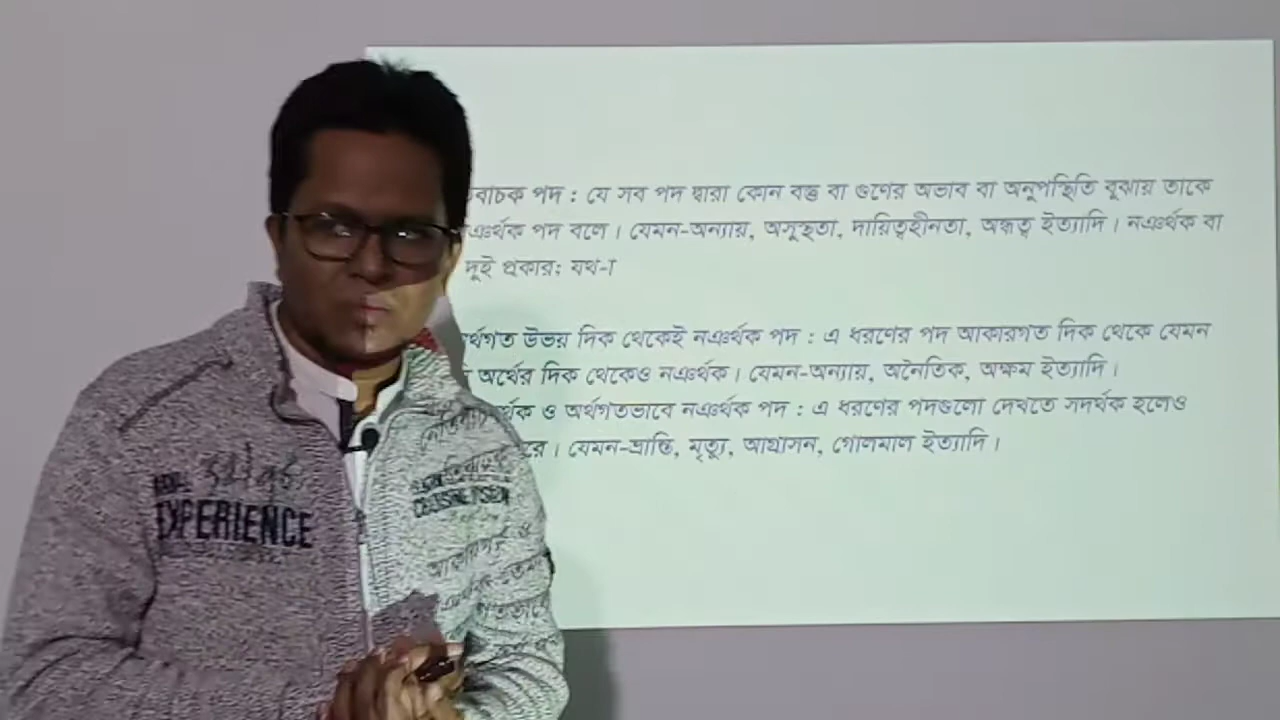 বাচক পদ : যে সব পদ দ্বারা কোন বস্তু বা গুণের অভাব বা অনুপস্থিতি বুঝায় তাকে
ঞর্থক পদ বলে। যেমন-অন্যায়, অসুস্থতা, দায়িত্বহীনতা, অন্ধত্ব ইত্যাদি। নঞর্থক বা
দুই প্রকার; যথ-া
র্থগত উভয় দিক থেকেই নঞর্থক পদ : এ ধরণের পদ আকারগত দিক থেকে যেমন
অর্থের দিক থেকেও নঞর্থক। যেমন-অন্যায়, অনৈতিক, অক্ষম ইত্যাদি।
র্থক ও অর্থগতভাবে নঞর্থক পদ : এ ধরণের পদগুলো দেখতে সদর্থক হলেও
রে। যেমন-ভ্রান্তি, মৃত্যু, আগ্রাসন, গোলমাল ইত্যাদি।
EXPERIENCE